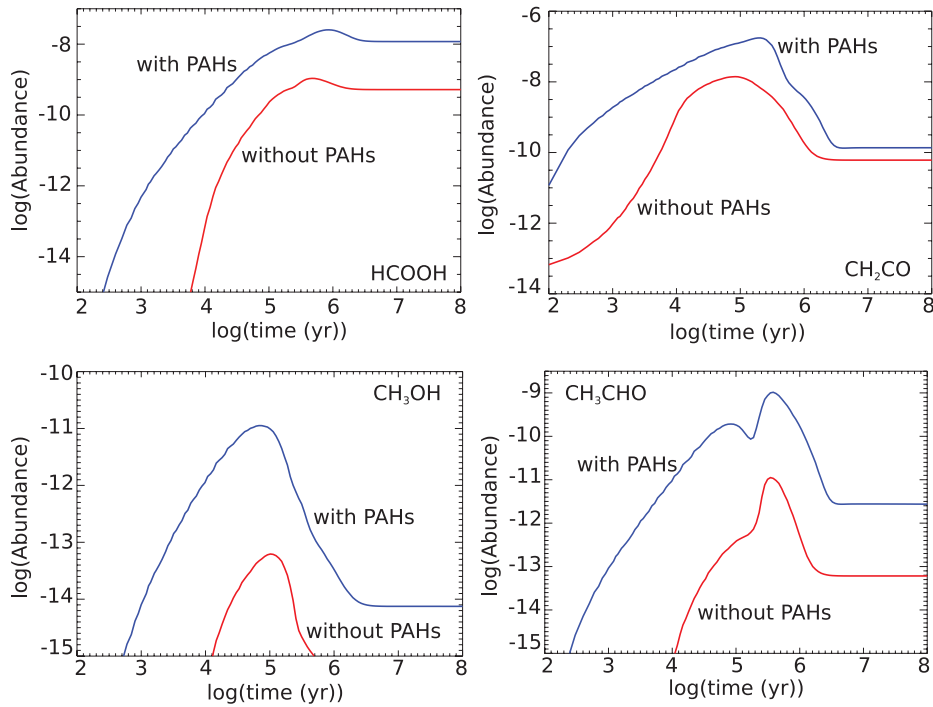 -8
-10
-12
-14
log(Abundance)
with PAHs
without PAHs
HCOOH
2 3 4 5 6 7 8
log(time (yr))
-6
-8
-10
-12
-14
log(Abundance)
with PAHs
without PAHs
CH₂CO
2 3 4 5 6 7 8
log(time (yr))
-10
-11
-12
-13
-14
-15
log(Abundance)
CH₃OH
with PAHs
without PAHs
2 3 4 5 6 7 8
log(time (yr))
-9
-10
-11
-12
-13
-14
-15
log(Abundance)
CH₃CHO
with PAHs
without PAHs
2 3 4 5 6 7 8
log(time (yr))